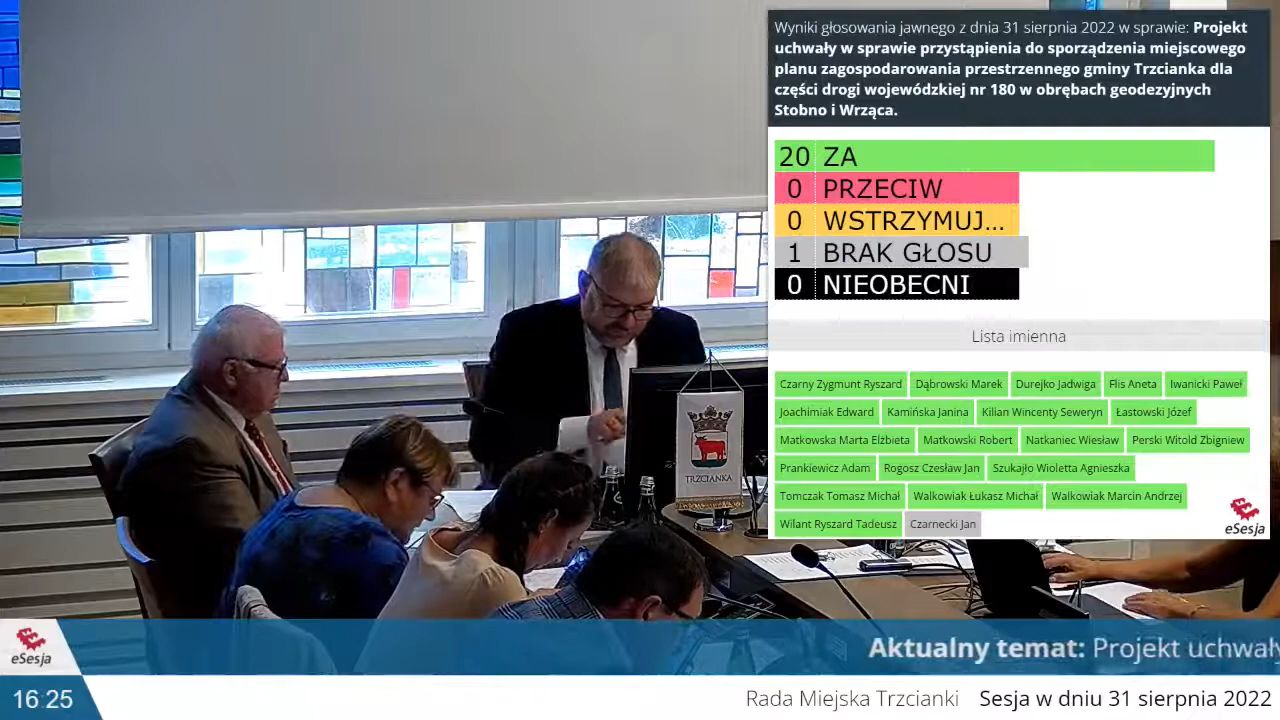 Wyniki głosowania jawnego z dnia 31 sierpnia 2022 w sprawie: Projekt
uchwały w sprawie przystąpienia do sporządzenia miejscowego
planu zagospodarowania przestrzennego gminy Trzcianka dla
części drogi wojewódzkiej nr 180 w obrębach geodezyjnych
Stobno i Wrząca.
20 ZA
0 PRZECIW
0 WSTRZYMUJ...
1 BRAK GŁOSU
0 NIEOBECNI
Lista imienna
Czarny Zygmunt Ryszard Dąbrowski Marek Durejko Jadwiga Flis Aneta Iwanicki Paweł
Joachimiak Edward Kamińska Janina Kilian Wincenty Seweryn Łastowski Józef
Matkowska Marta Elżbieta Matkowski Robert Natkaniec Wiesław Perski Witold Zbigniew
Prankiewicz Adam Rogosz Czesław Jan Szukajło Wioletta Agnieszka
Tomczak Tomasz Michał Walkowiak Łukasz Michał Walkowiak Marcin Andrzej
Wilant Ryszard Tadeusz Czarnecki Jan
eSesja
TRZCIANKA
eSesja
Aktualny temat: Projekt uchwały
16:25
Rada Miejska Trzcianki Sesja w dniu 31 sierpnia 2022